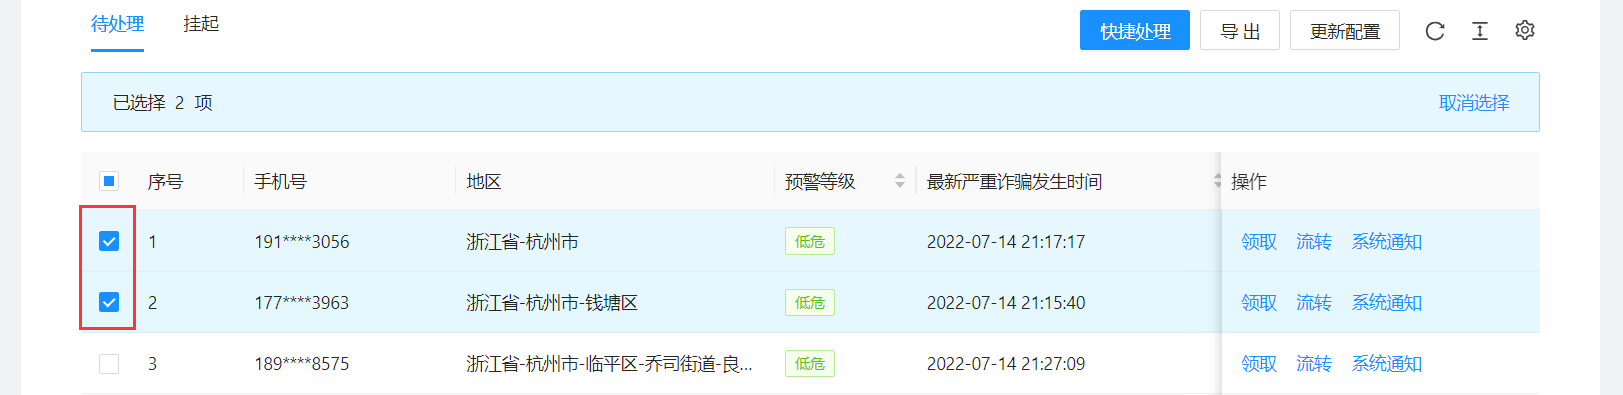 待处理 挂起 快捷处理 导 出 更新配置
已选择 2 项 取消选择
序号 手机号 地区 预警等级 最新严重诈骗发生时间 操作
1 191****3056 浙江省-杭州市 低危 2022-07-14 21:17:17 领取 流转 系统通知
2 177****3963 浙江省-杭州市-钱塘区 低危 2022-07-14 21:15:40 领取 流转 系统通知
3 189****8575 浙江省-杭州市-临平区-乔司街道-良... 低危 2022-07-14 21:27:09 领取 流转 系统通知